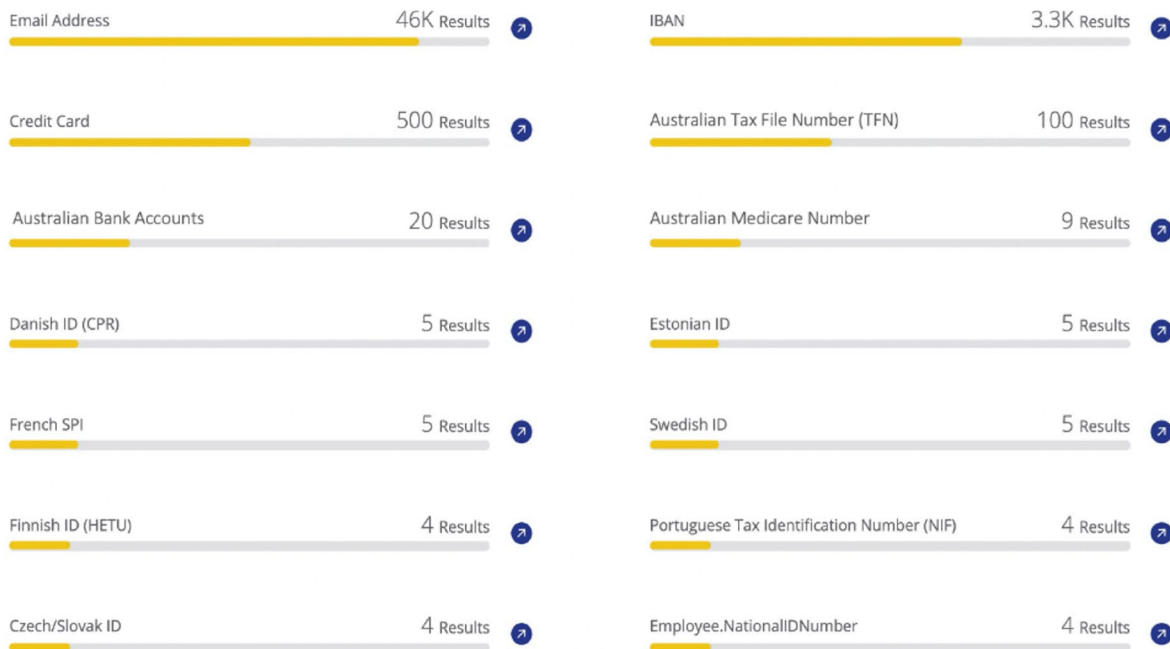 Email Address 46K Results
IBAN 3.3K Results
Credit Card 500 Results
Australian Tax File Number (TFN) 100 Results
Australian Bank Accounts 20 Results
Australian Medicare Number 9 Results
Danish ID (CPR) 5 Results
Estonian ID 5 Results
French SPI 5 Results
Swedish ID 5 Results
Finnish ID (HETU) 4 Results
Portuguese Tax Identification Number (NIF) 4 Results
Czech/Slovak ID 4 Results
Employee.NationalIDNumber 4 Results